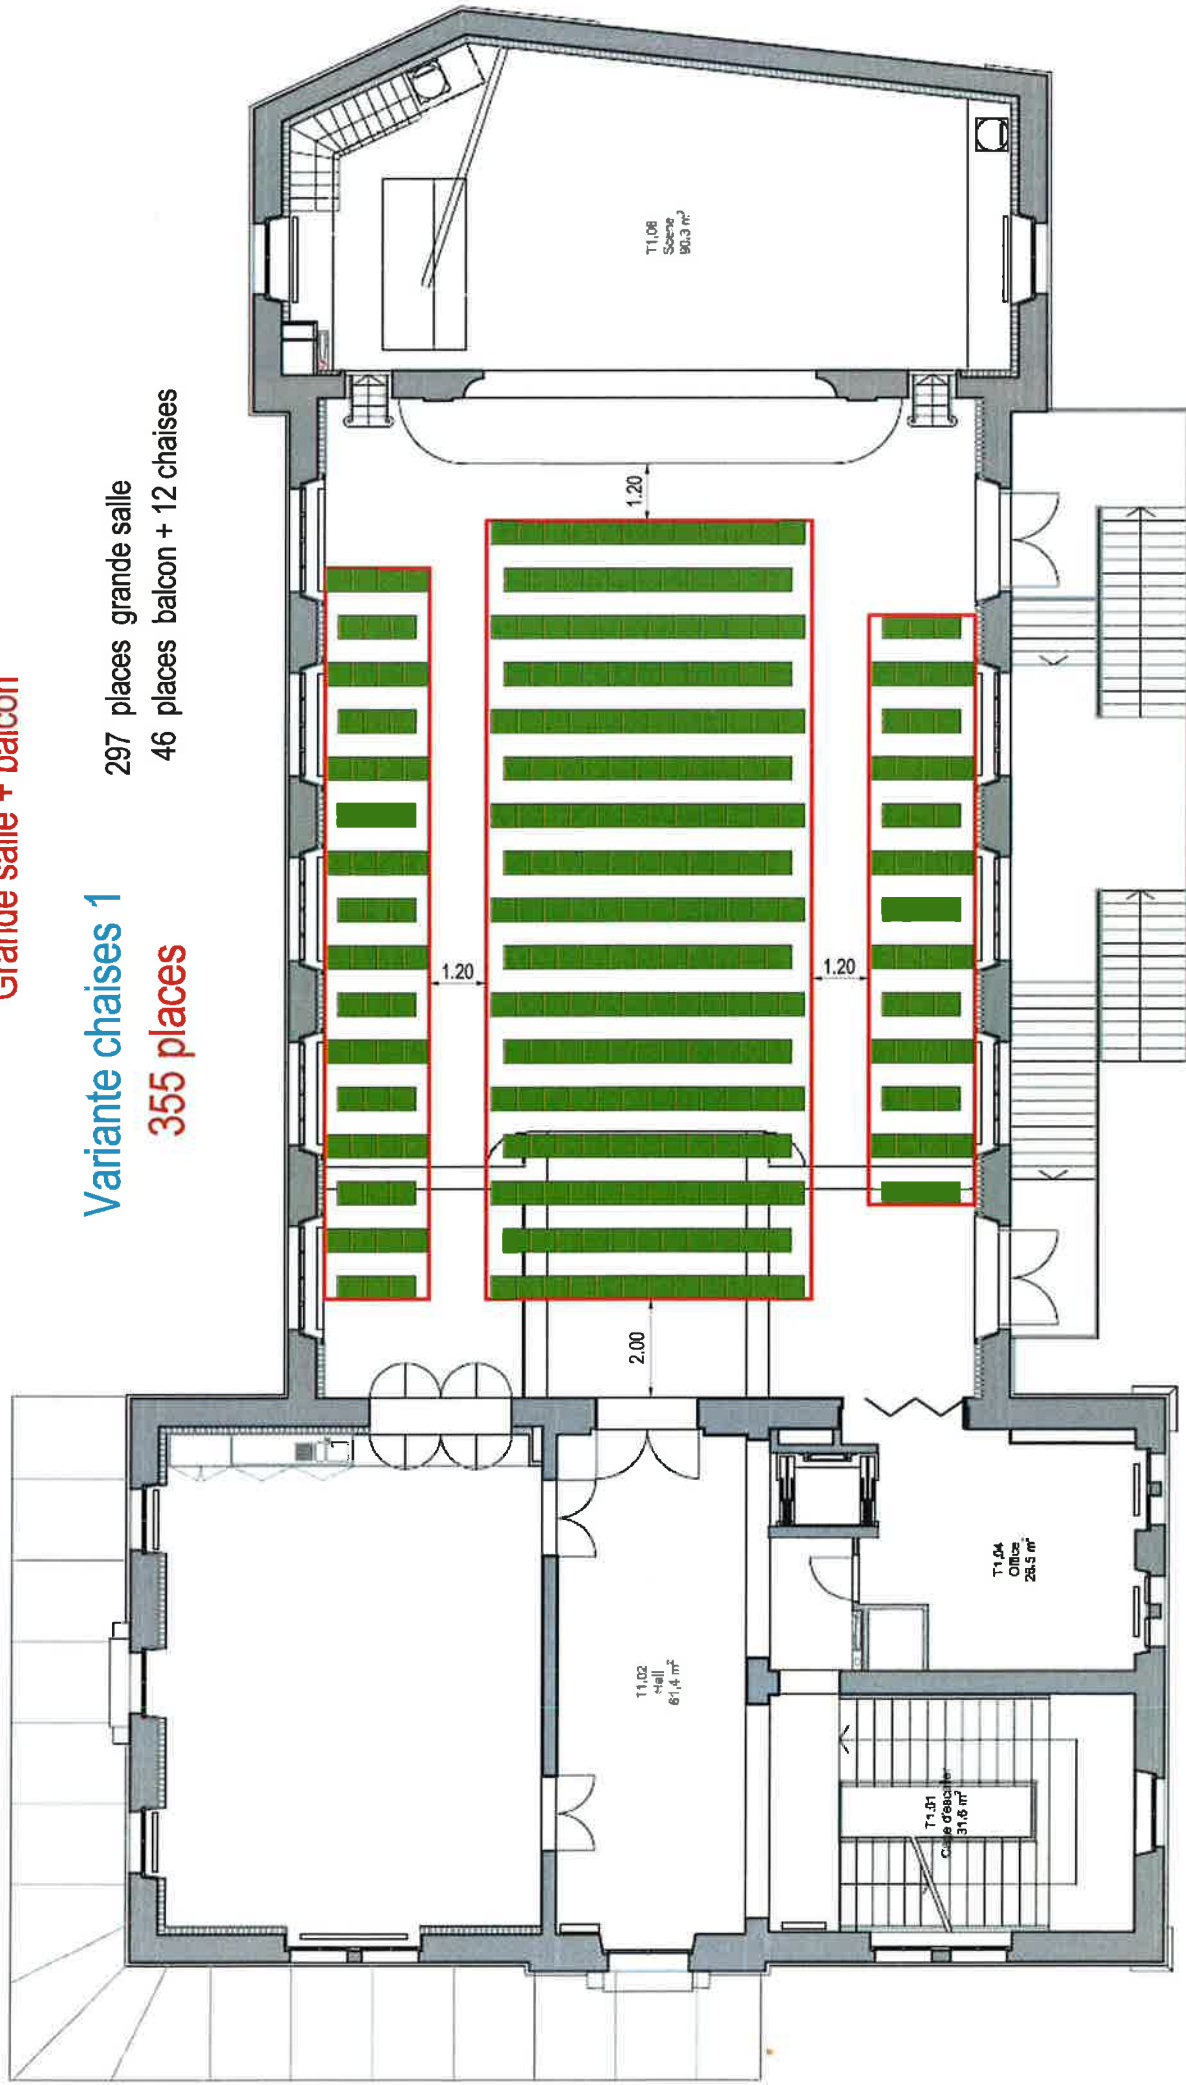 Grande salle + balcon
Variante chaises 1
355 places
297 places grande salle
46 places balcon + 12 chaises
T1.06
Scène
90.3 m²
1.20
1.20
1.20
2.00
T1.02
Hall
61.4 m²
T1.04
Office
26.5 m²
T1.01
Cage d'escalier
31.6 m²